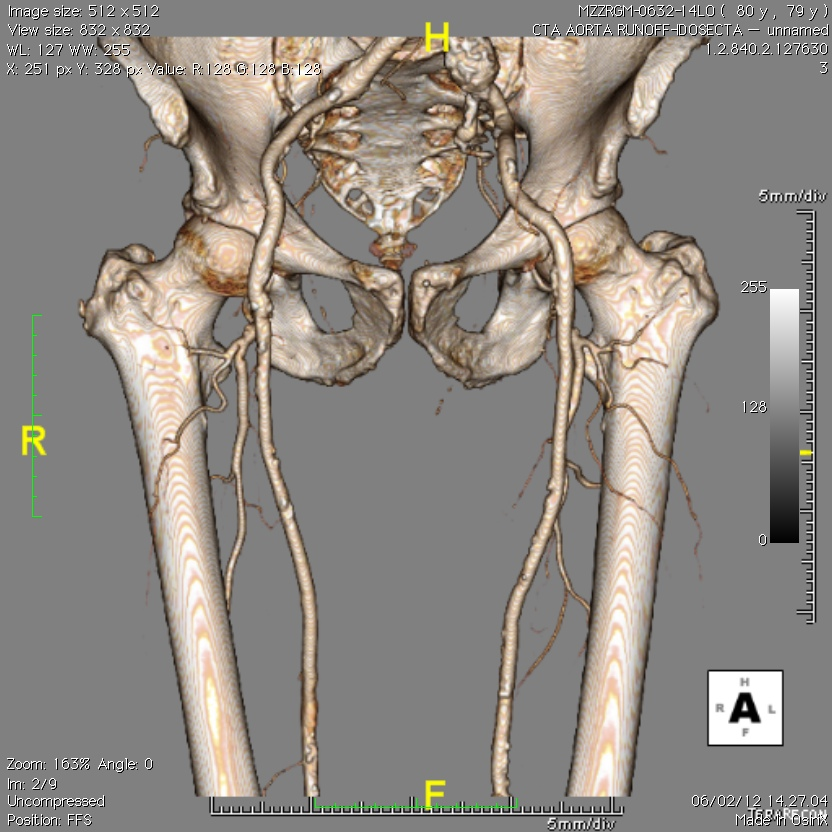 Image size: 512 x 512
View size: 832 x 832
WL: 127 WW: 255
X: 251 px Y: 328 px Value: R:128 G:128 B:128
H
MZZRGM-0632-14LO ( 80 y , 79 y )
CTA AORTA RUNOFF-IDOSECTA — unnamed
1.2.840.2.127630
3
5mm/div
255
128
0
R
H
R A L
F
Zoom: 163% Angle: 0
Im: 2/9
Uncompressed
Position: FFS
F
5mm/div
06/02/12 14.27.04
Made In OsiriX